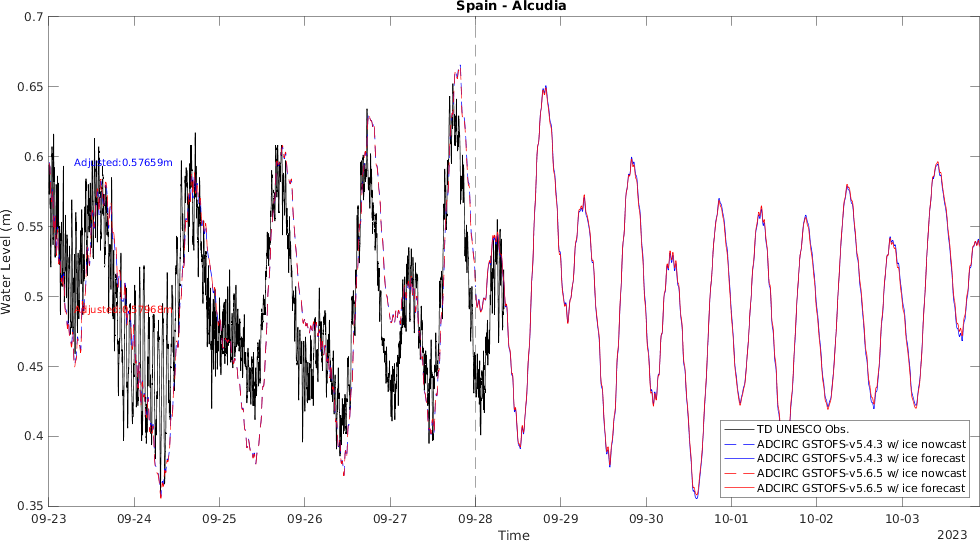 Spain - Alcudia
0.7
0.65
0.6
0.55
0.5
0.45
0.4
0.35
Water Level (m)
Adjusted:0.57659m
Adjusted:0.57968m
TD UNESCO Obs.
ADCIRC GSTOFS-v5.4.3 w/ ice nowcast
ADCIRC GSTOFS-v5.4.3 w/ ice forecast
ADCIRC GSTOFS-v5.6.5 w/ ice nowcast
ADCIRC GSTOFS-v5.6.5 w/ ice forecast
09-23 09-24 09-25 09-26 09-27 09-28 09-29 09-30 10-01 10-02 10-03
Time
2023